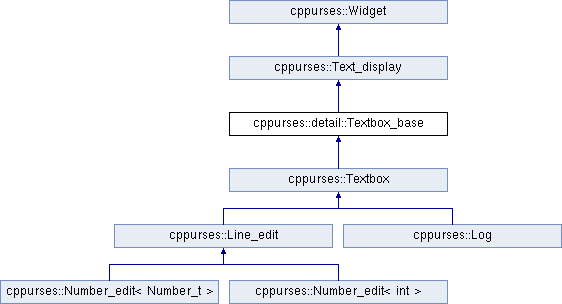 cppurses::Widget
cppurses::Text_display
cppurses::detail::Textbox_base
cppurses::Textbox
cppurses::Line_edit
cppurses::Log
cppurses::Number_edit< Number_t >
cppurses::Number_edit< int >